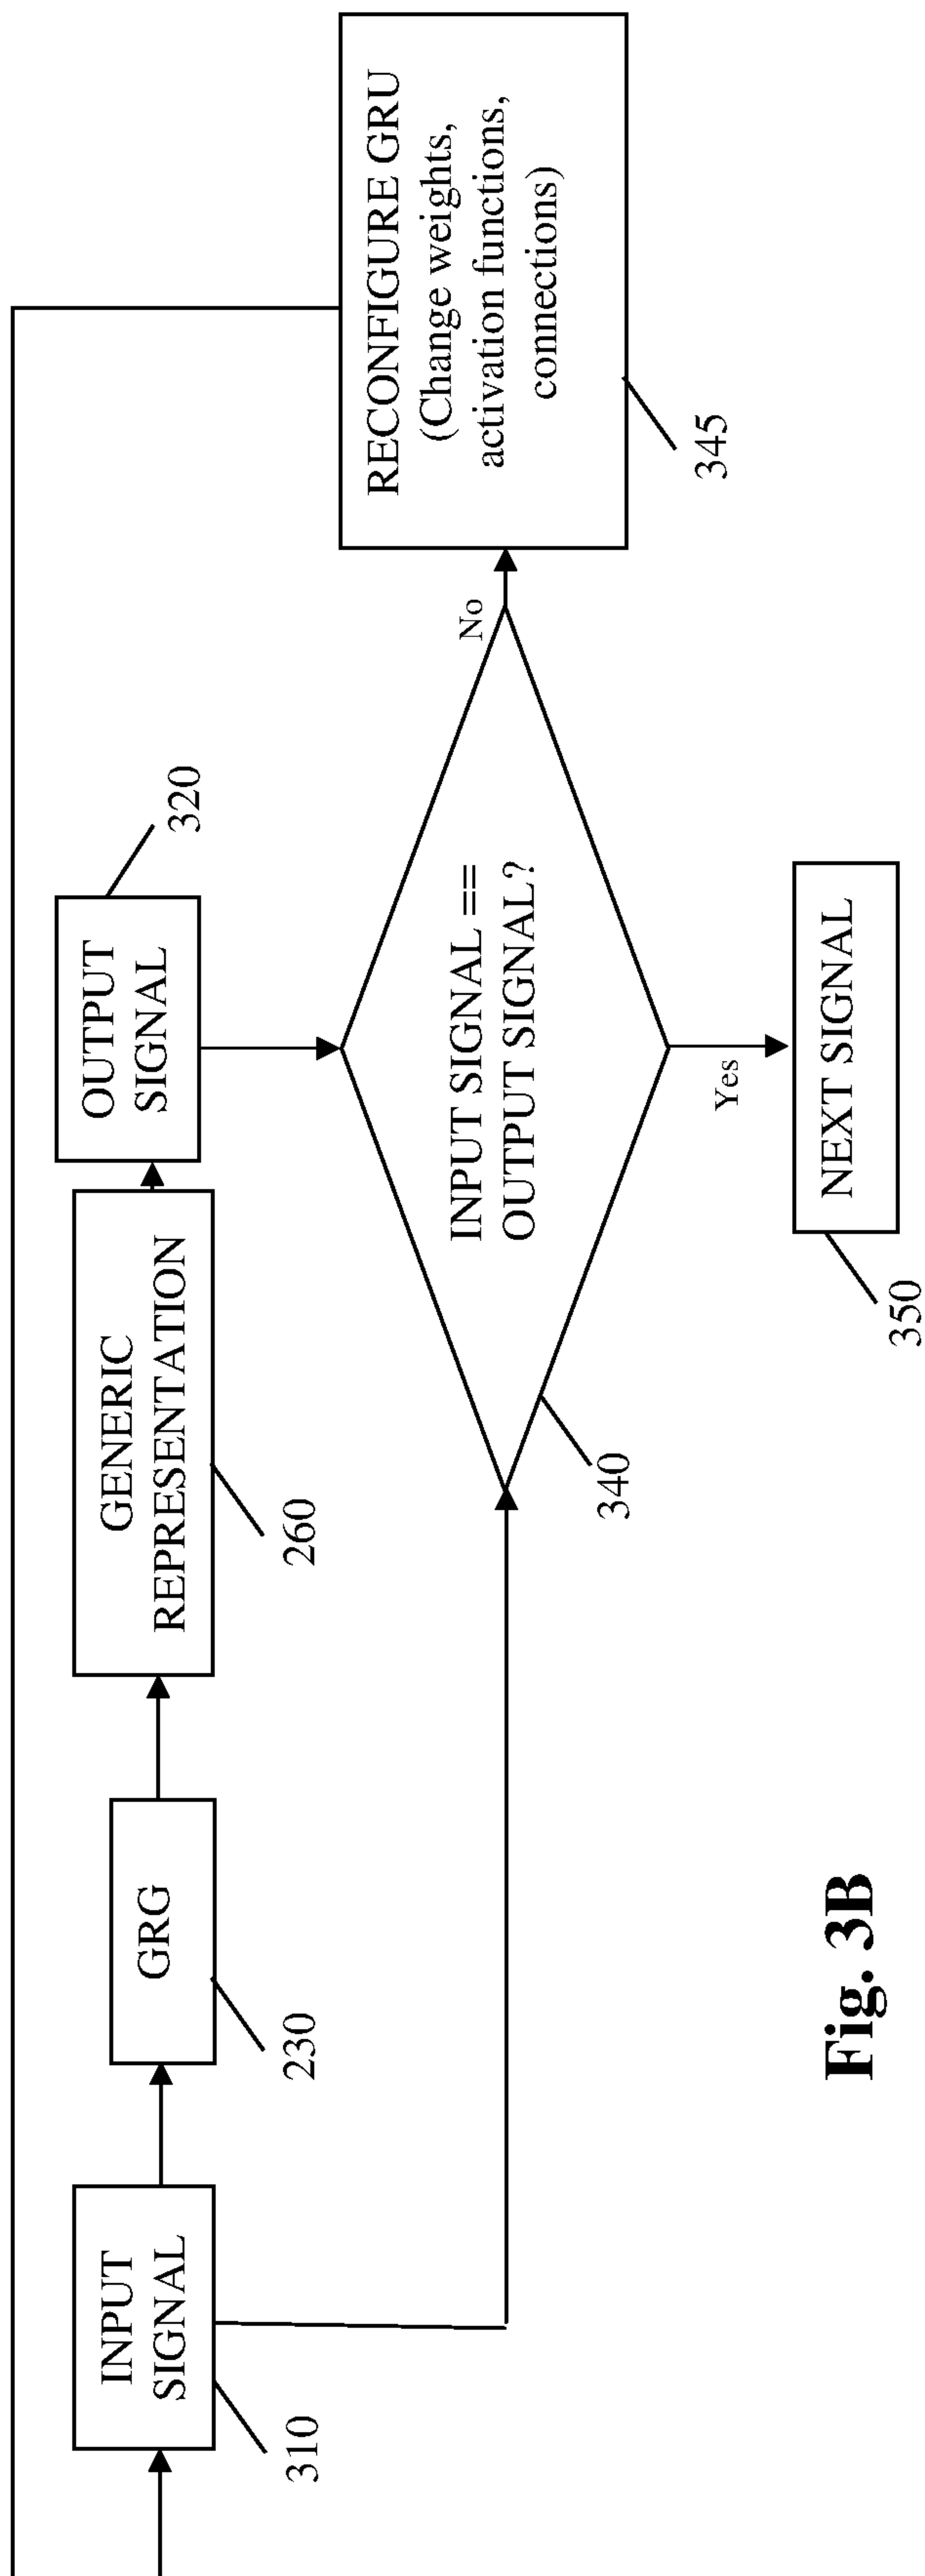 INPUT
SIGNAL
310
GRG
230
GENERIC
REPRESENTATION
260
OUTPUT
SIGNAL
320
INPUT SIGNAL ==
OUTPUT SIGNAL?
340
No
RECONFIGURE GRU
(Change weights,
activation functions,
connections)
345
Yes
NEXT SIGNAL
350
Fig. 3B